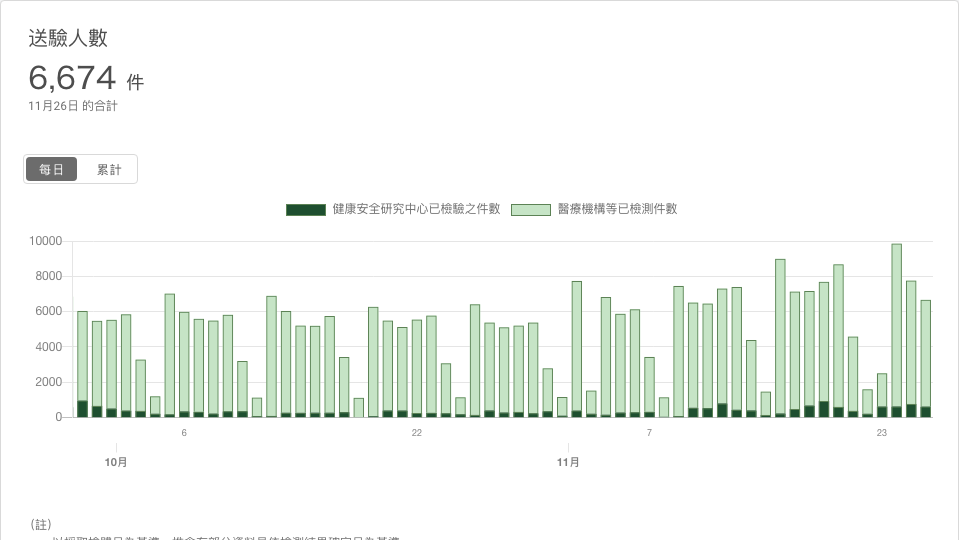 送驗人數
6,674 件
11月26日 的合計
每日 累計
健康安全研究中心已檢驗之件數 醫療機構等已檢測件數
10000
8000
6000
4000
2000
0
6 22 7 23
10月 11月
（註）